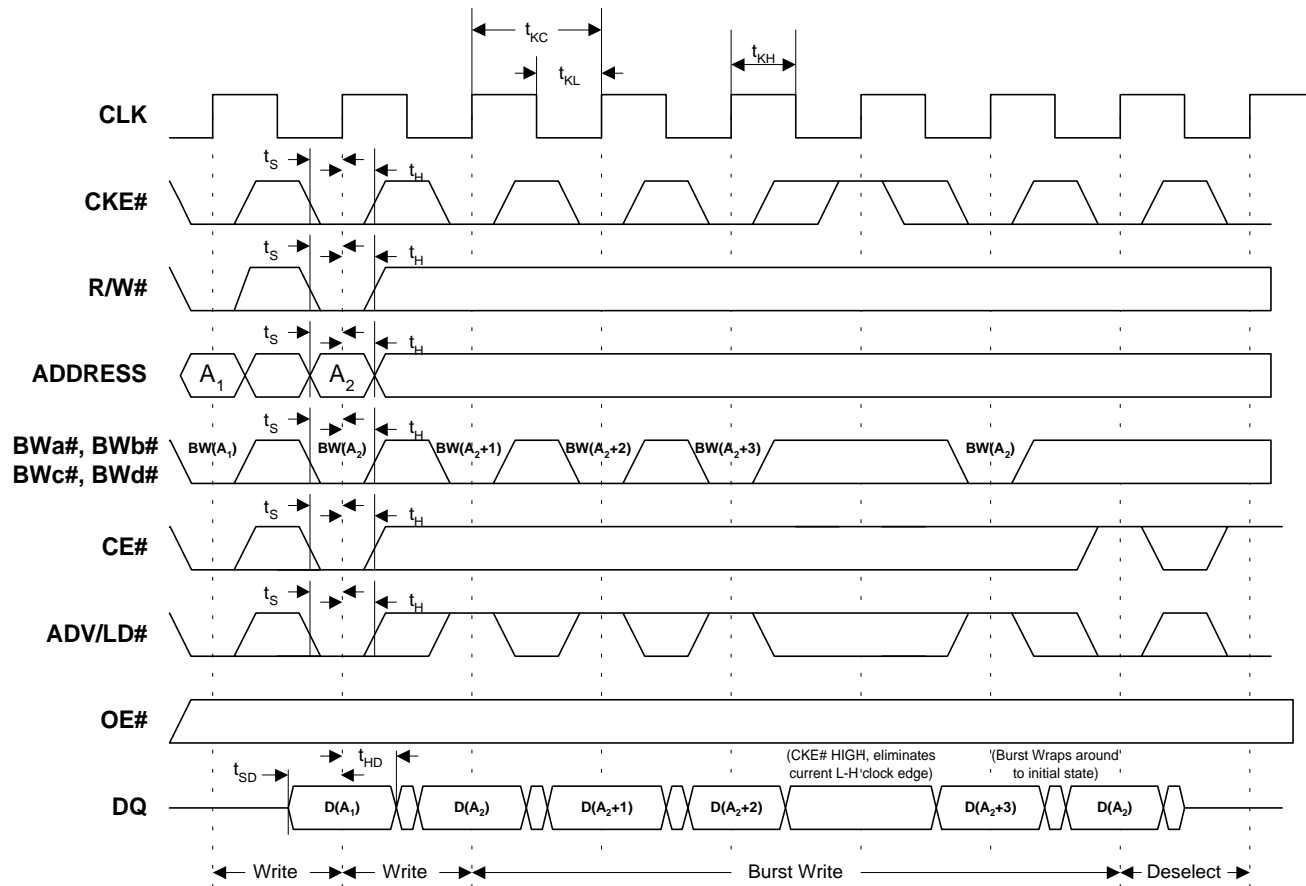 t_KC
t_KL
t_KH
CLK
t_S t_H
CKE#
t_S t_H
R/W#
t_S t_H
ADDRESS A_1 A_2
t_S t_H
BWa#, BWb#
BWc#, BWd#
BW(A_1) BW(A_2) BW(A_2+1) BW(A_2+2) BW(A_2+3) BW(A_2)
t_S t_H
CE#
t_S t_H
ADV/LD#
OE#
t_SD t_HD
(CKE# HIGH, eliminates
current L-H clock edge)
(Burst Wraps around
to initial state)
DQ D(A_1) D(A_2) D(A_2+1) D(A_2+2) D(A_2+3) D(A_2)
Write Write Burst Write Deselect